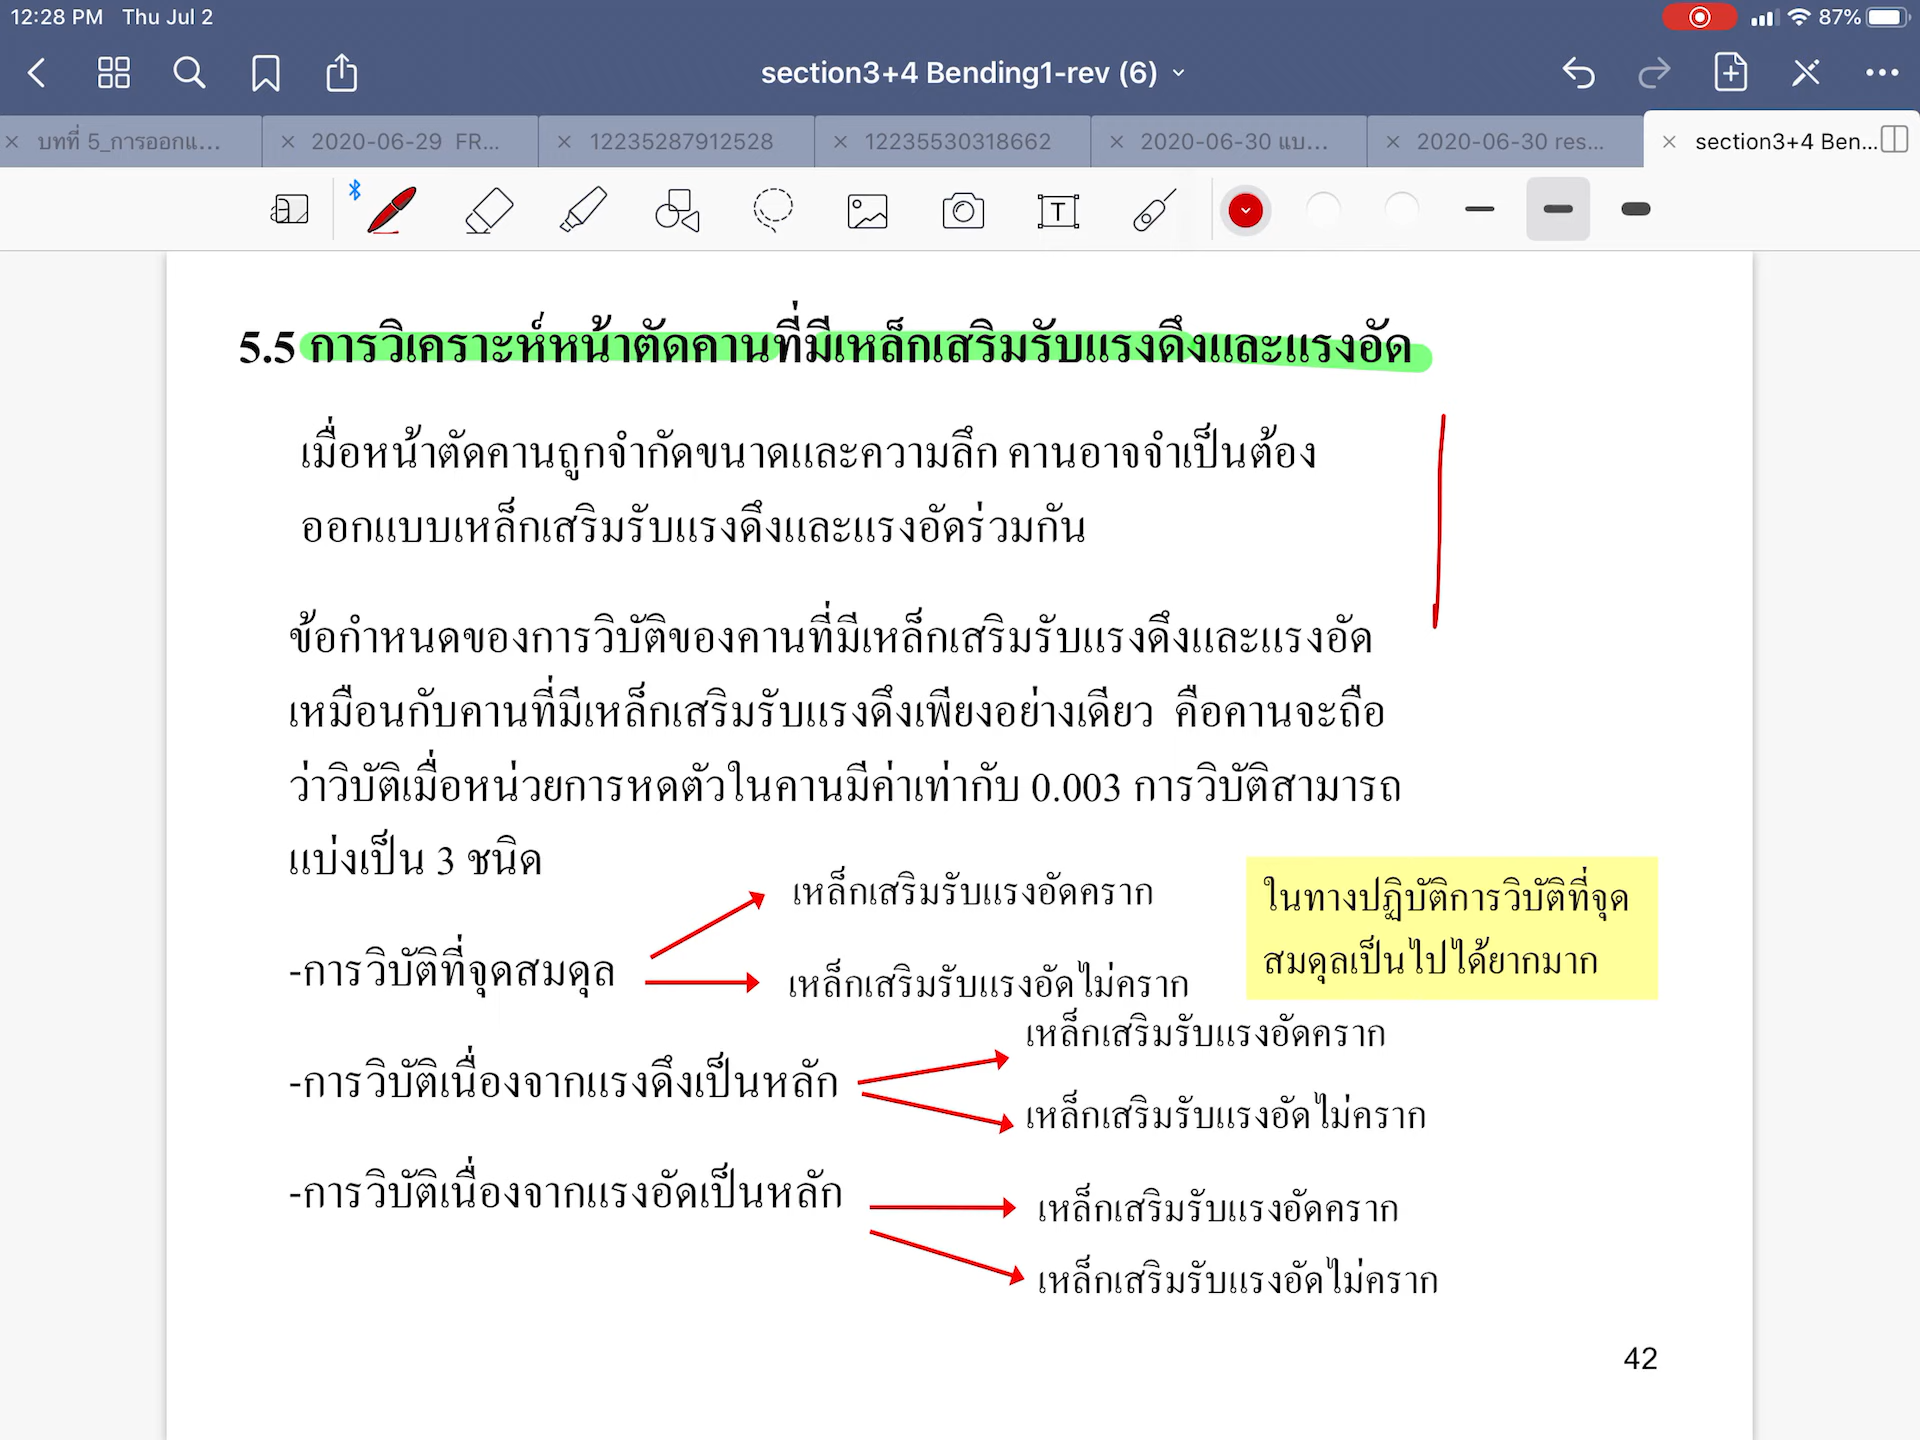 12:28 PM Thu Jul 2
87%
section3+4 Bending1-rev (6)
บทที่ 5_การออกแ...
2020-06-29 FR...
12235287912528
12235530318662
2020-06-30 แบ...
2020-06-30 res...
section3+4 Ben...
5.5 การวิเคราะห์หน้าตัดคานที่มีเหล็กเสริมรับแรงดึงและแรงอัด
เมื่อหน้าตัดคานถูกจำกัดขนาดและความลึก คานอาจจำเป็นต้อง
ออกแบบเหล็กเสริมรับแรงดึงและแรงอัดร่วมกัน
ข้อกำหนดของการวิบัติของคานที่มีเหล็กเสริมรับแรงดึงและแรงอัด
เหมือนกับคานที่มีเหล็กเสริมรับแรงดึงเพียงอย่างเดียว คือคานจะถือ
ว่าวิบัติเมื่อหน่วยการหดตัวในคานมีค่าเท่ากับ 0.003 การวิบัติสามารถ
แบ่งเป็น 3 ชนิด
-การวิบัติที่จุดสมดุล
เหล็กเสริมรับแรงอัดคราก
เหล็กเสริมรับแรงอัดไม่คราก
ในทางปฏิบัติการวิบัติที่จุด
สมดุลเป็นไปได้ยากมาก
-การวิบัติเนื่องจากแรงดึงเป็นหลัก
เหล็กเสริมรับแรงอัดคราก
เหล็กเสริมรับแรงอัดไม่คราก
-การวิบัติเนื่องจากแรงอัดเป็นหลัก
เหล็กเสริมรับแรงอัดคราก
เหล็กเสริมรับแรงอัดไม่คราก
42